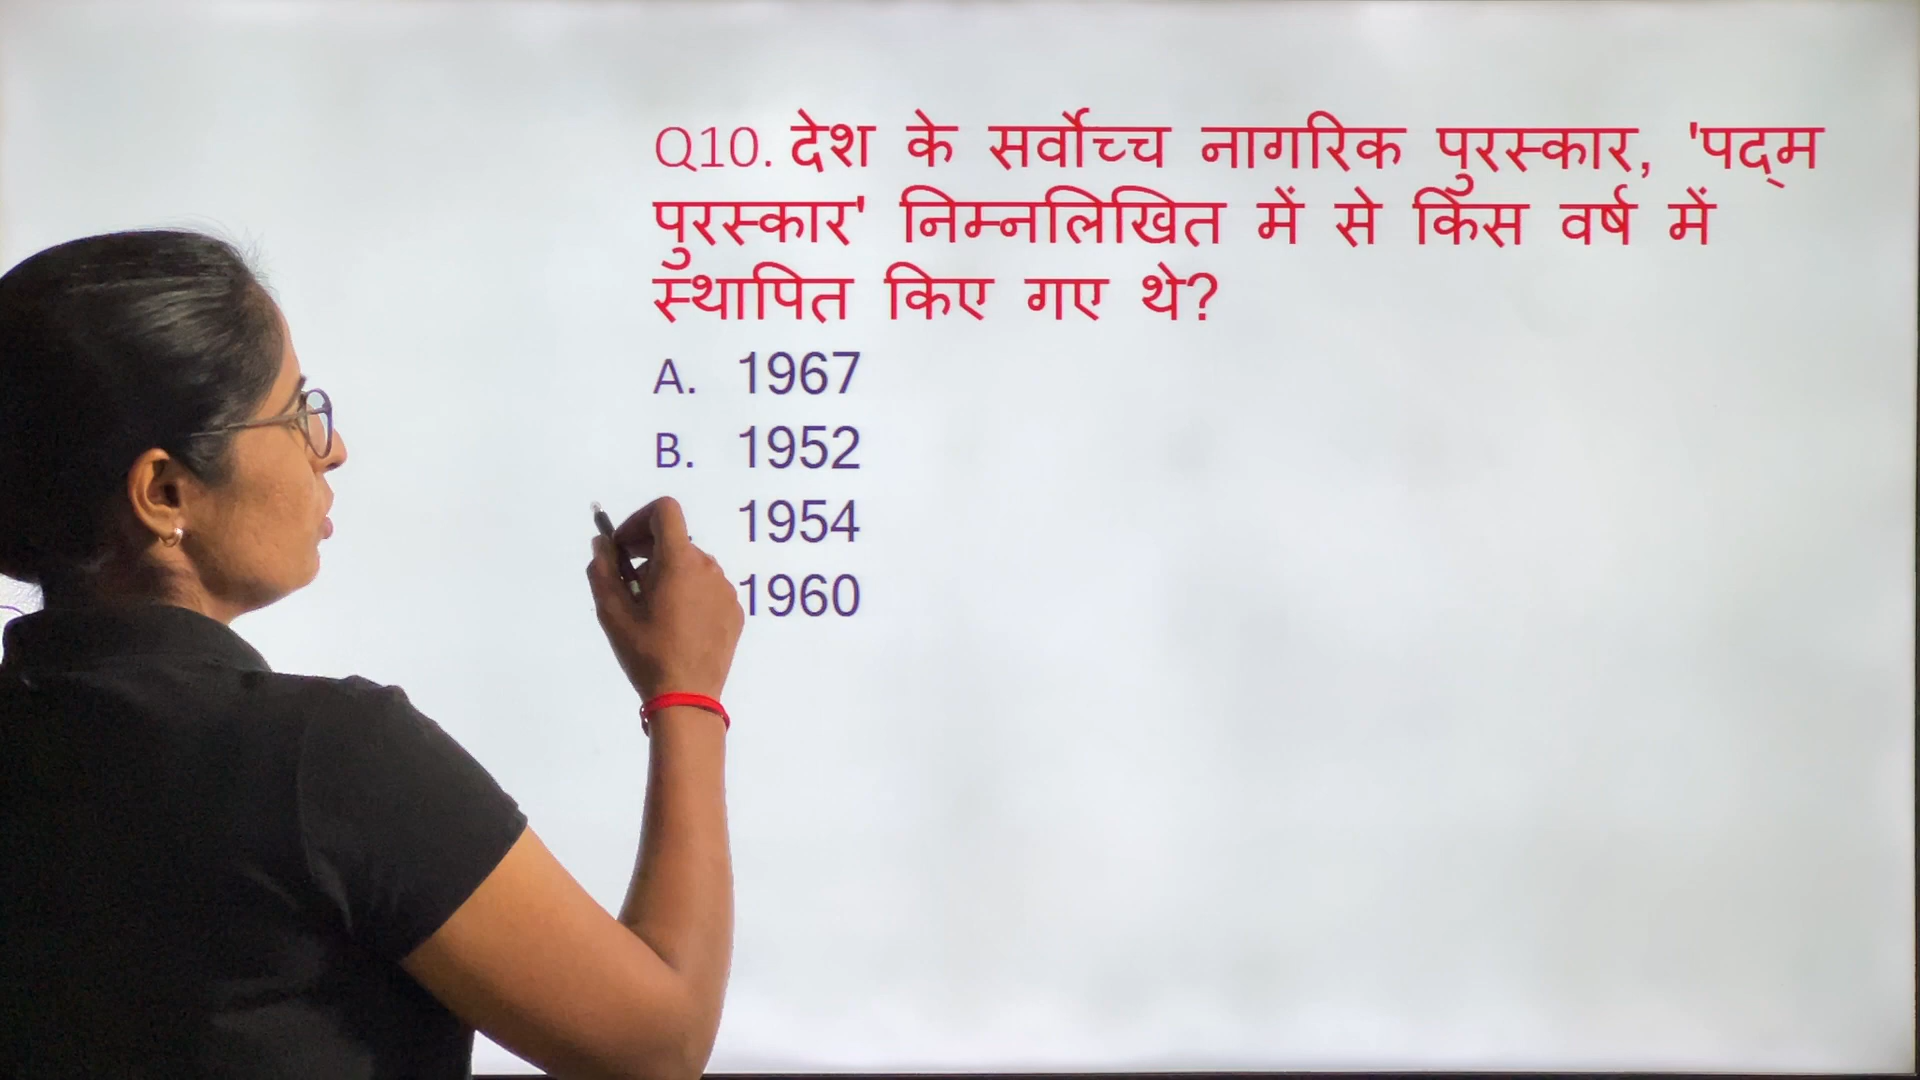 Q10. देश के सर्वोच्च नागरिक पुरस्कार, 'पद्म
पुरस्कार' निम्नलिखित में से किस वर्ष में
स्थापित किए गए थे?
A. 1967
B. 1952
1954
1960